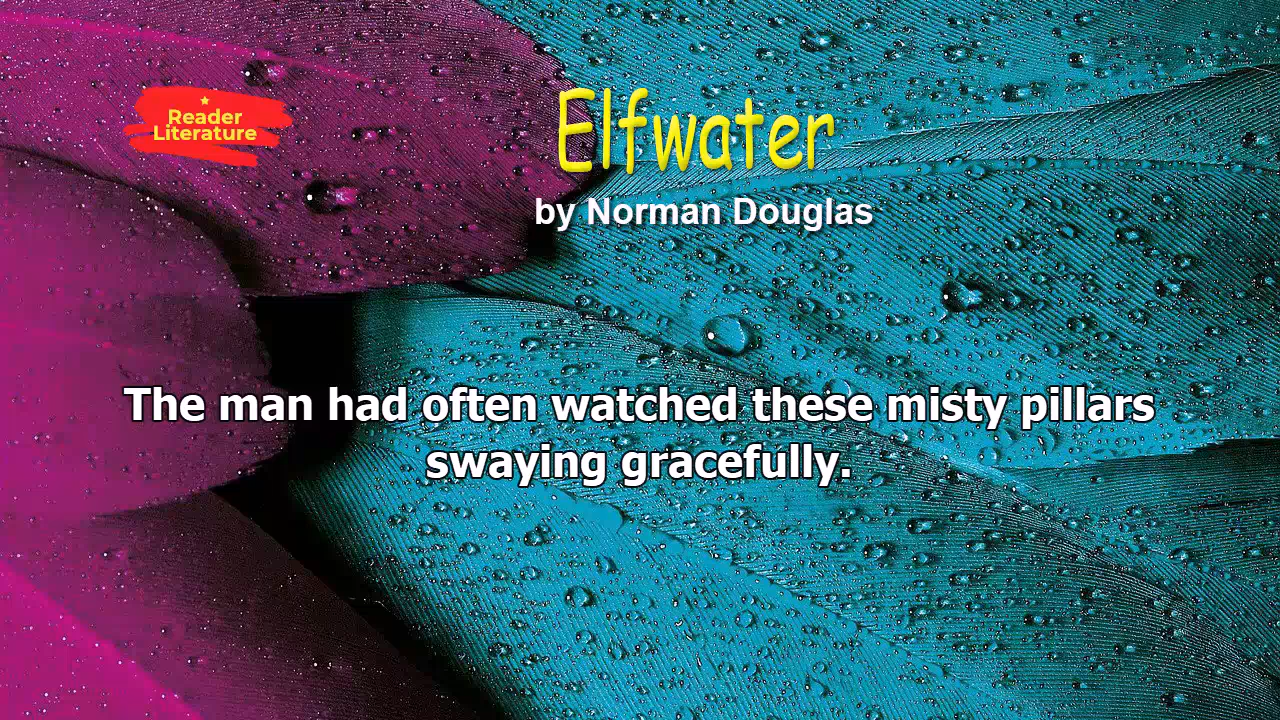 Reader
Literature
Elfwater
by Norman Douglas
The man had often watched these misty pillars
swaying gracefully.